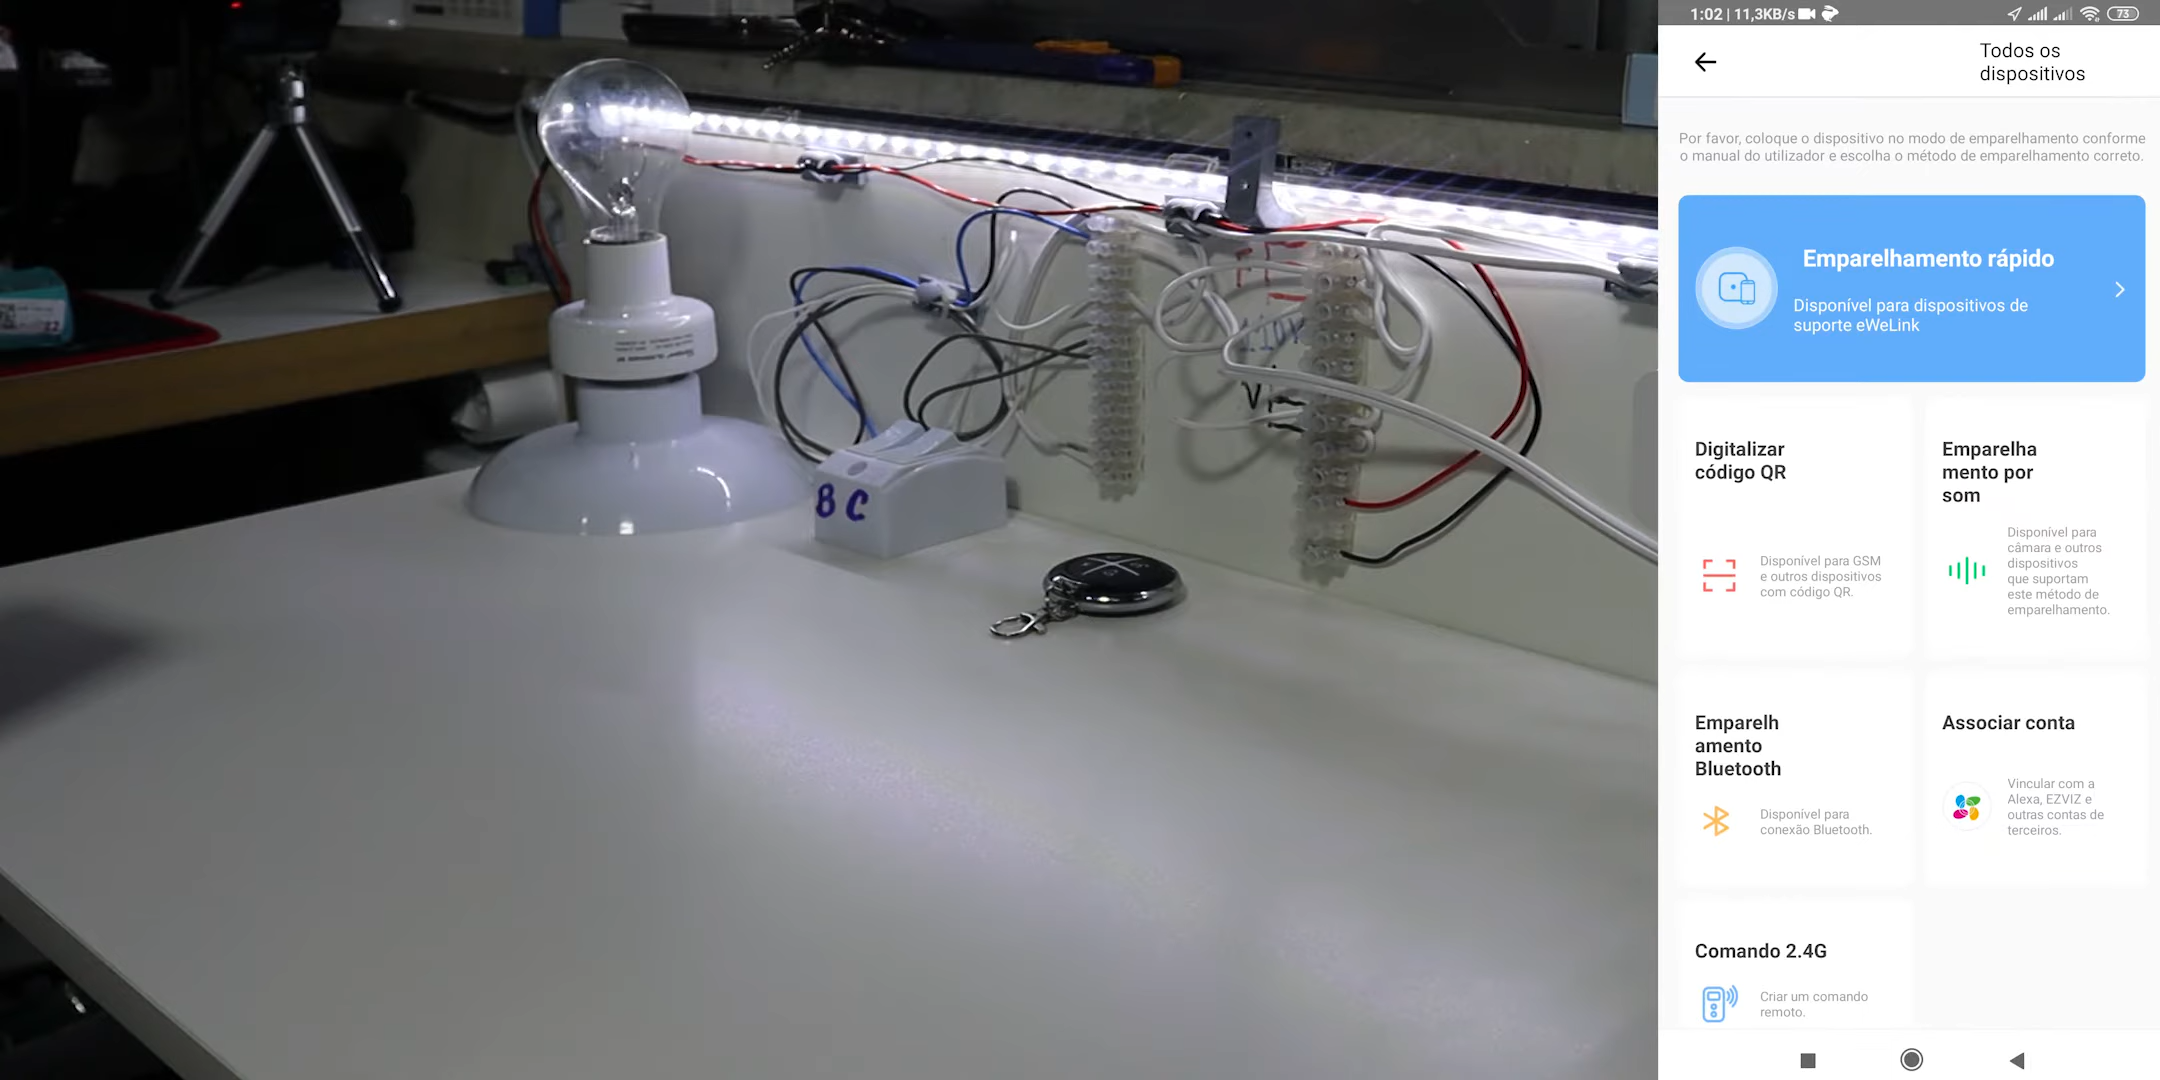 B C
1:02 | 11,3KB/s
73
Todos os
dispositivos
Por favor, coloque o dispositivo no modo de emparelhamento conforme
o manual do utilizador e escolha o método de emparelhamento correto.
Emparelhamento rápido
Disponível para dispositivos de
suporte eWeLink
Digitalizar
código QR
Disponível para GSM
e outros dispositivos
com código QR.
Emparelha
mento por
som
Disponível para
câmara e outros
dispositivos
que suportam
este método de
emparelhamento.
Emparelh
amento
Bluetooth
Disponível para
conexão Bluetooth.
Associar conta
Vincular com a
Alexa, EZVIZ e
outras contas de
terceiros.
Comando 2.4G
Criar um comando
remoto.